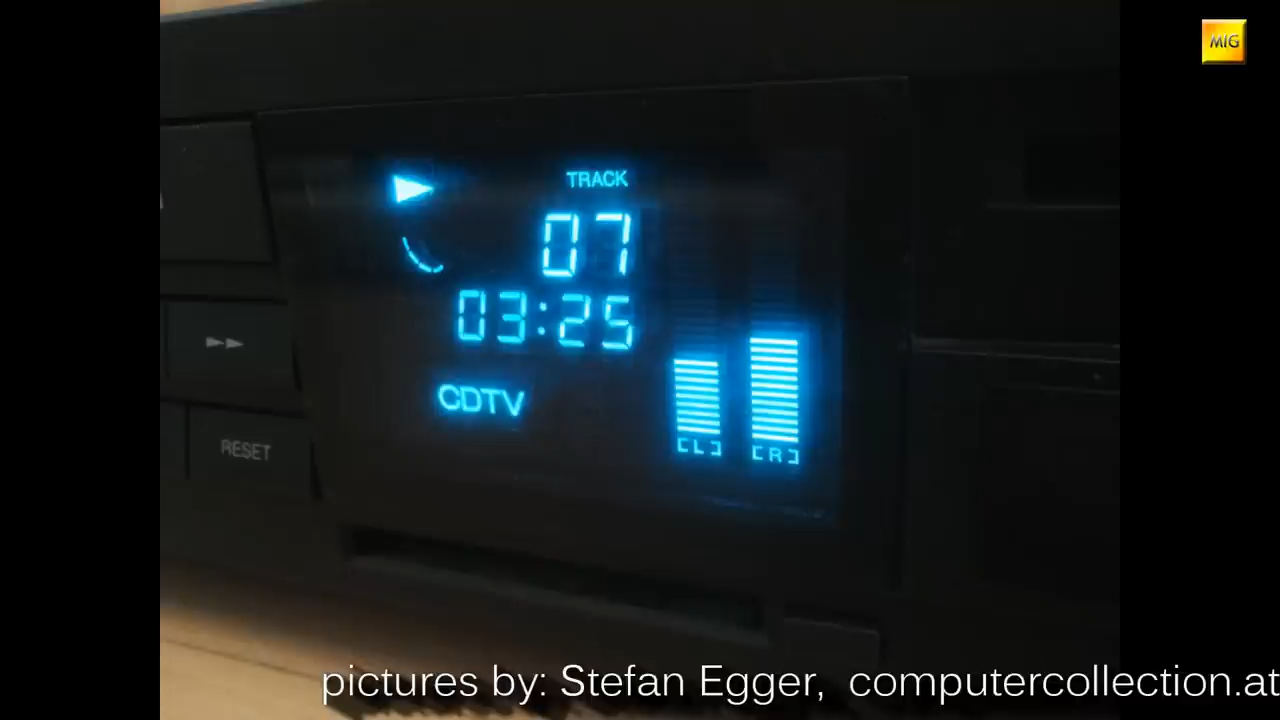 MIG
TRACK
07
03:25
CDTV
[L] [R]
RESET
pictures by: Stefan Egger, computercollection.at